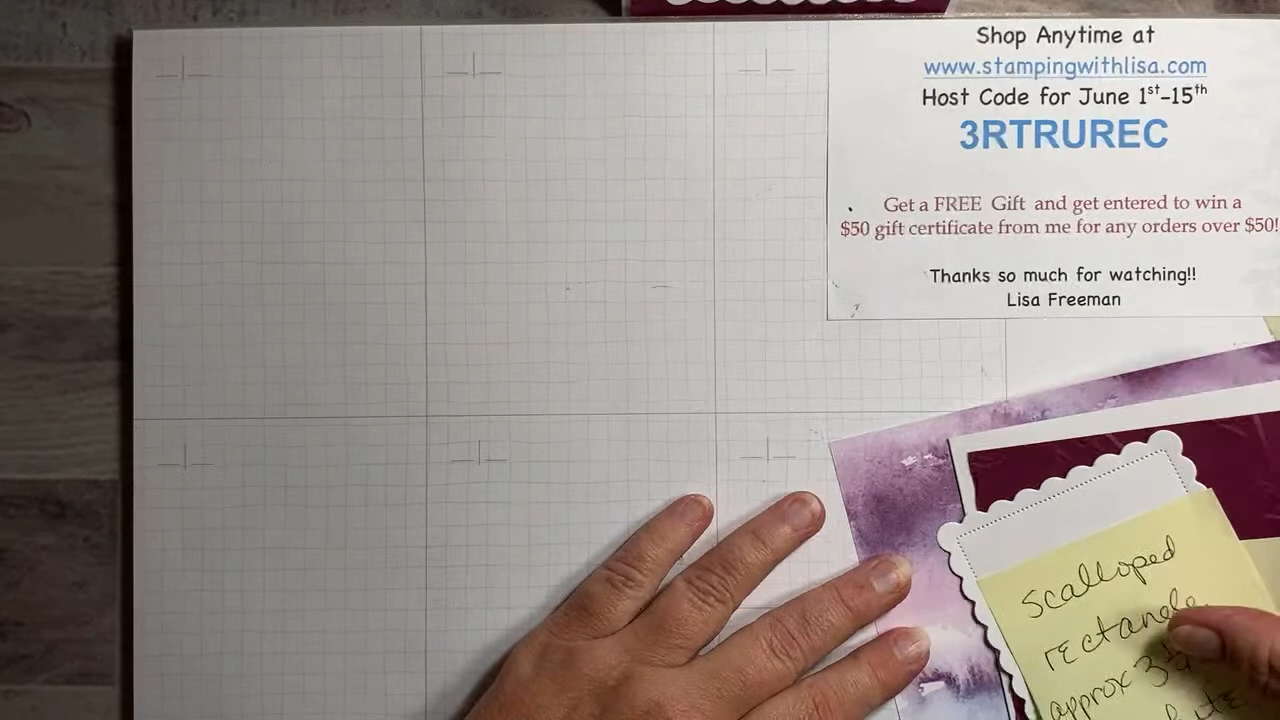 Shop Anytime at
www.stampingwithlisa.com
Host Code for June 1st-15th
3RTRUREC
Get a FREE Gift and get entered to win a
$50 gift certificate from me for any orders over $50!
Thanks so much for watching!!
Lisa Freeman
Scalloped
rectangle
approx 3